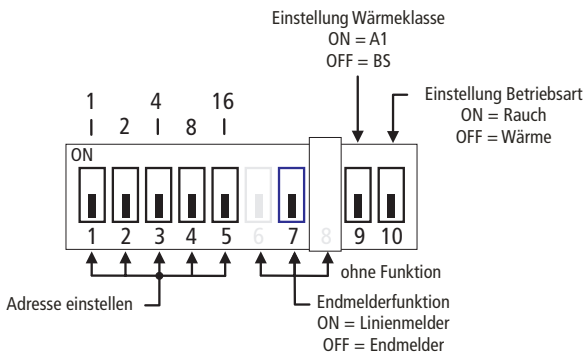 Einstellung Wärmeklasse
ON = A1
OFF = BS
Einstellung Betriebsart
ON = Rauch
OFF = Wärme
1 4 16
2 8
ON
1 2 3 4 5 6 7 8 9 10
ohne Funktion
Adresse einstellen
Endmelderfunktion
ON = Linienmelder
OFF = Endmelder